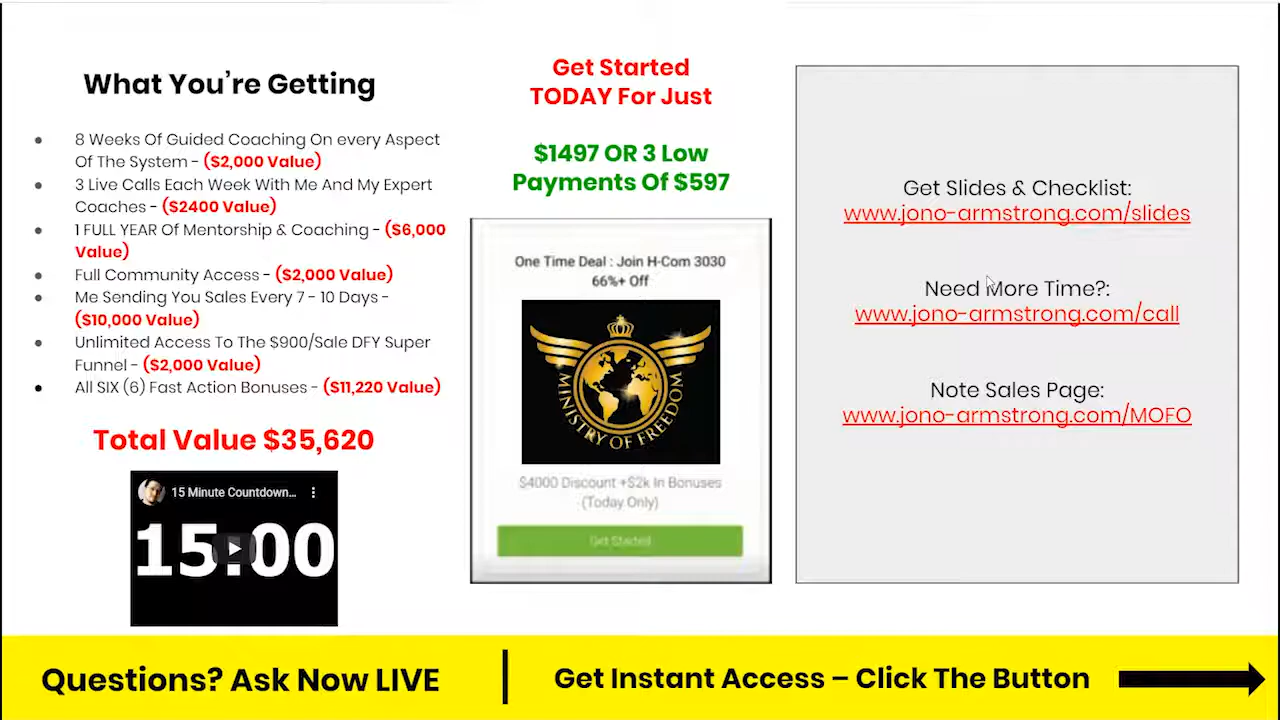 What You're Getting
● 8 Weeks Of Guided Coaching On every Aspect
Of The System - ($2,000 Value)
● 3 Live Calls Each Week With Me And My Expert
Coaches - ($2400 Value)
● 1 FULL YEAR Of Mentorship & Coaching - ($6,000
Value)
● Full Community Access - ($2,000 Value)
● Me Sending You Sales Every 7 - 10 Days -
($10,000 Value)
● Unlimited Access To The $900/Sale DFY Super
Funnel - ($2,000 Value)
● All SIX (6) Fast Action Bonuses - ($11,220 Value)
Total Value $35,620
15 Minute Countdown...
15:00
Get Started
TODAY For Just
$1497 OR 3 Low
Payments Of $597
One Time Deal : Join H-Com 3030
66%+ Off
MINISTRY OF FREEDOM
$4000 Discount +$2k In Bonuses
(Today Only)
Get Started
Get Slides & Checklist:
www.jono-armstrong.com/slides
Need More Time?:
www.jono-armstrong.com/call
Note Sales Page:
www.jono-armstrong.com/MOFO
Questions? Ask Now LIVE
Get Instant Access – Click The Button